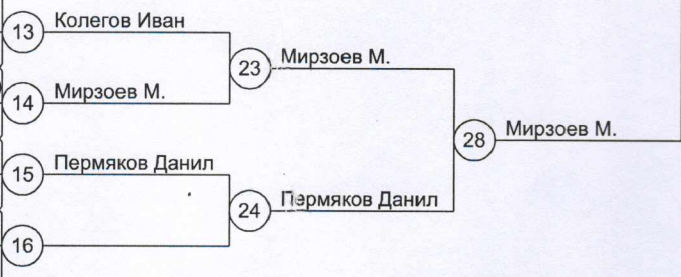 13 Колегов Иван
23 Мирзоев М.
14 Мирзоев М.
28 Мирзоев М.
15 Пермяков Данил
24 Пермяков Данил
16